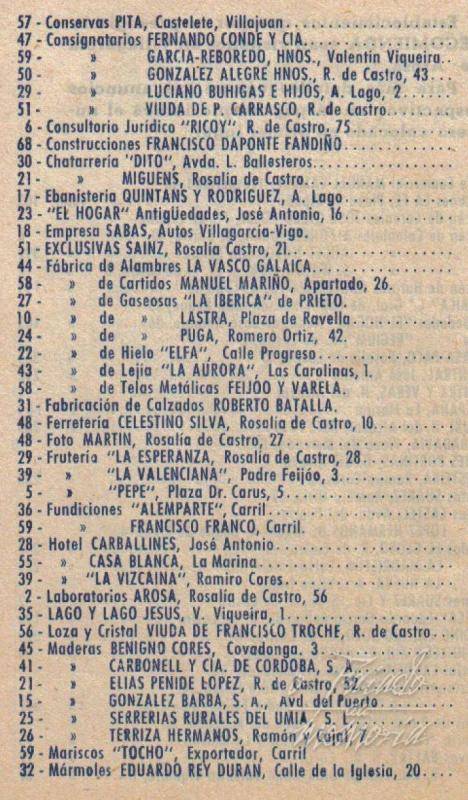 57 - Conservas PITA, Castelete, Villajuan...
47 - Consignatarios FERNANDO CONDE Y CIA...
59 - » GARCIA-REBOREDO, HNOS., Valentín Viqueira..
50 - » GONZALEZ ALEGRE HNOS., R. de Castro, 43...
29 - » LUCIANO BUHIGAS E HIJOS, A. Lago, 2...
51 - » VIUDA DE P. CARRASCO, R. de Castro...
6 - Consultorio Jurídico "RICOY", R. de Castro. 75...
68 - Construcciones FRANCISCO DAPONTE FANDIÑO...
30 - Chatarrería "DITO", Avda. L. Ballesteros...
21 - » MIGUENS, Rosalía de Castro...
17 - Ebanistería QUINTANS Y RODRIGUEZ, A. Lago...
23 - "EL HOGAR" Antigüedades, José Antonio, 16...
18 - Empresa SABAS, Autos Villagarcía-Vigo...
51 - EXCLUSIVAS SAINZ, Rosalía Castro, 21...
44 - Fábrica de Alambres LA VASCO GALAICA...
58 - » de Cartidos MANUEL MARIÑO, Apartado, 26.
27 - » de Gaseosas "LA IBERICA" de PRIETO.
10 - » de » LASTRA, Plaza de Ravella...
24 - » de » PUGA, Romero Ortiz, 42.
22 - » de Hielo "ELFA", Calle Progreso...
43 - » de Lejía "LA AURORA", Las Carolinas, 1.
58 - » de Telas Metálicas FEIJÓO Y VARELA.
31 - Fabricación de Calzados ROBERTO BATALLA.
48 - Ferretería CELESTINO SILVA, Rosalía de Castro, 10...
48 - Foto MARTIN, Rosalía de Castro, 27...
29 - Frutería "LA ESPERANZA, Rosalía de Castro, 28.
39 - » "LA VALENCIANA", Padre Feijóo, 3...
5 - » "PEPE", Plaza Dr. Carus, 5...
36 - Fundiciones "ALEMPARTE", Carril...
59 - » FRANCISCO FRANCO, Carril...
28 - Hotel CARBALLINES, José Antonio...
55 - » CASA BLANCA, La Marina...
39 - » "LA VIZCAINA", Ramiro Cores...
2 - Laboratorios AROSA, Rosalía de Castro, 56
35 - LAGO Y LAGO JESUS, V. Viqueira, 1...
56 - Loza y Cristal VIUDA DE FRANCISCO TROCHE, R. de Castro...
45 - Maderas BENIGNO CORES, Covadonga. 3...
41 - » CARBONELL Y CÍA. DE CORDOBA, S. A...
21 - » ELIAS PENIDE LOPEZ, R. de Castro, 32...
15 - » GONZALEZ BARBA, S. A., Avd. del Puerto...
25 - » SERRERIAS RURALES DEL UMIA, S. L...
26 - » TERRIZA HERMANOS, Ramón y Cajal, 1...
59 - Mariscos "TOCHO", Exportador, Carril...
32 - Mármoles EDUARDO REY DURAN, Calle de la Iglesia, 20...